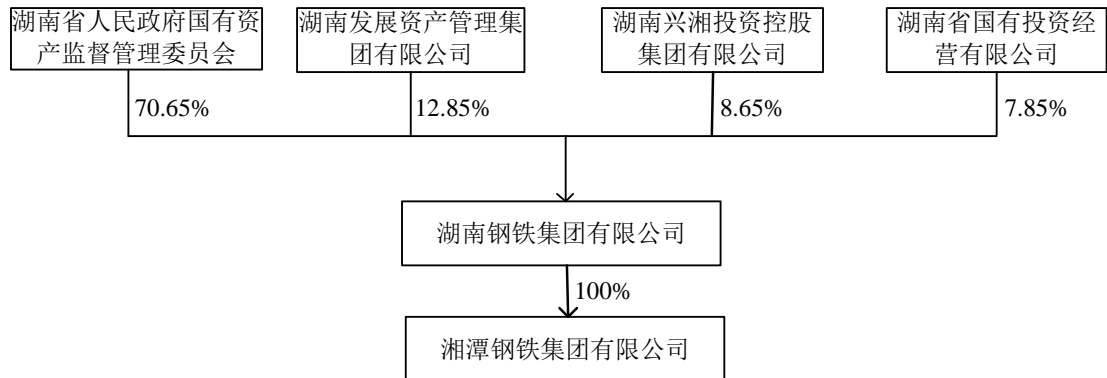 湖南省人民政府国有资
产监督管理委员会
湖南发展资产管理集
团有限公司
湖南兴湘投资控股
集团有限公司
湖南省国有投资经
营有限公司
70.65%
12.85%
8.65%
7.85%
湖南钢铁集团有限公司
100%
湘潭钢铁集团有限公司